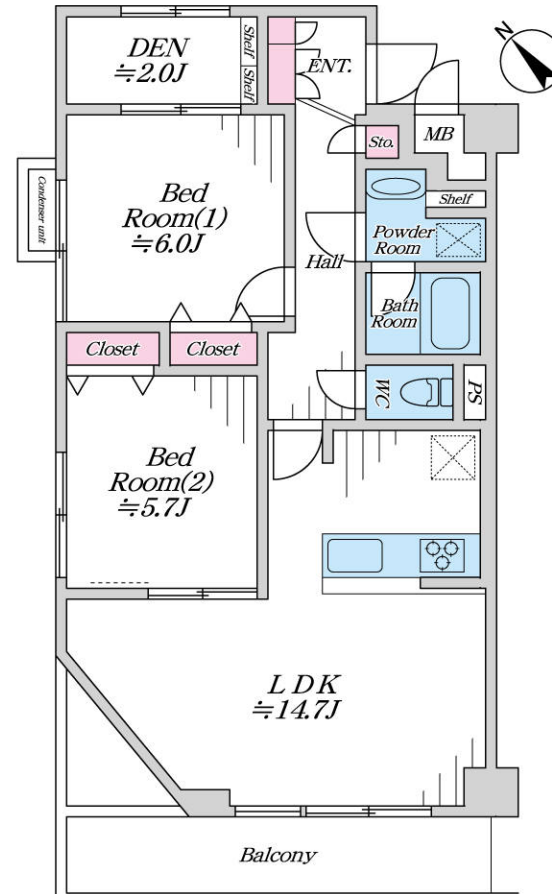 N
DEN
≒2.0J
Shelf
Shelf
ENT.
MB
Sto.
Condenser unit
Bed
Room(1)
≒6.0J
Shelf
Powder
Room
Hall
Bath
Room
Closet
Closet
WC
PS
Bed
Room(2)
≒5.7J
LDK
≒14.7J
Balcony